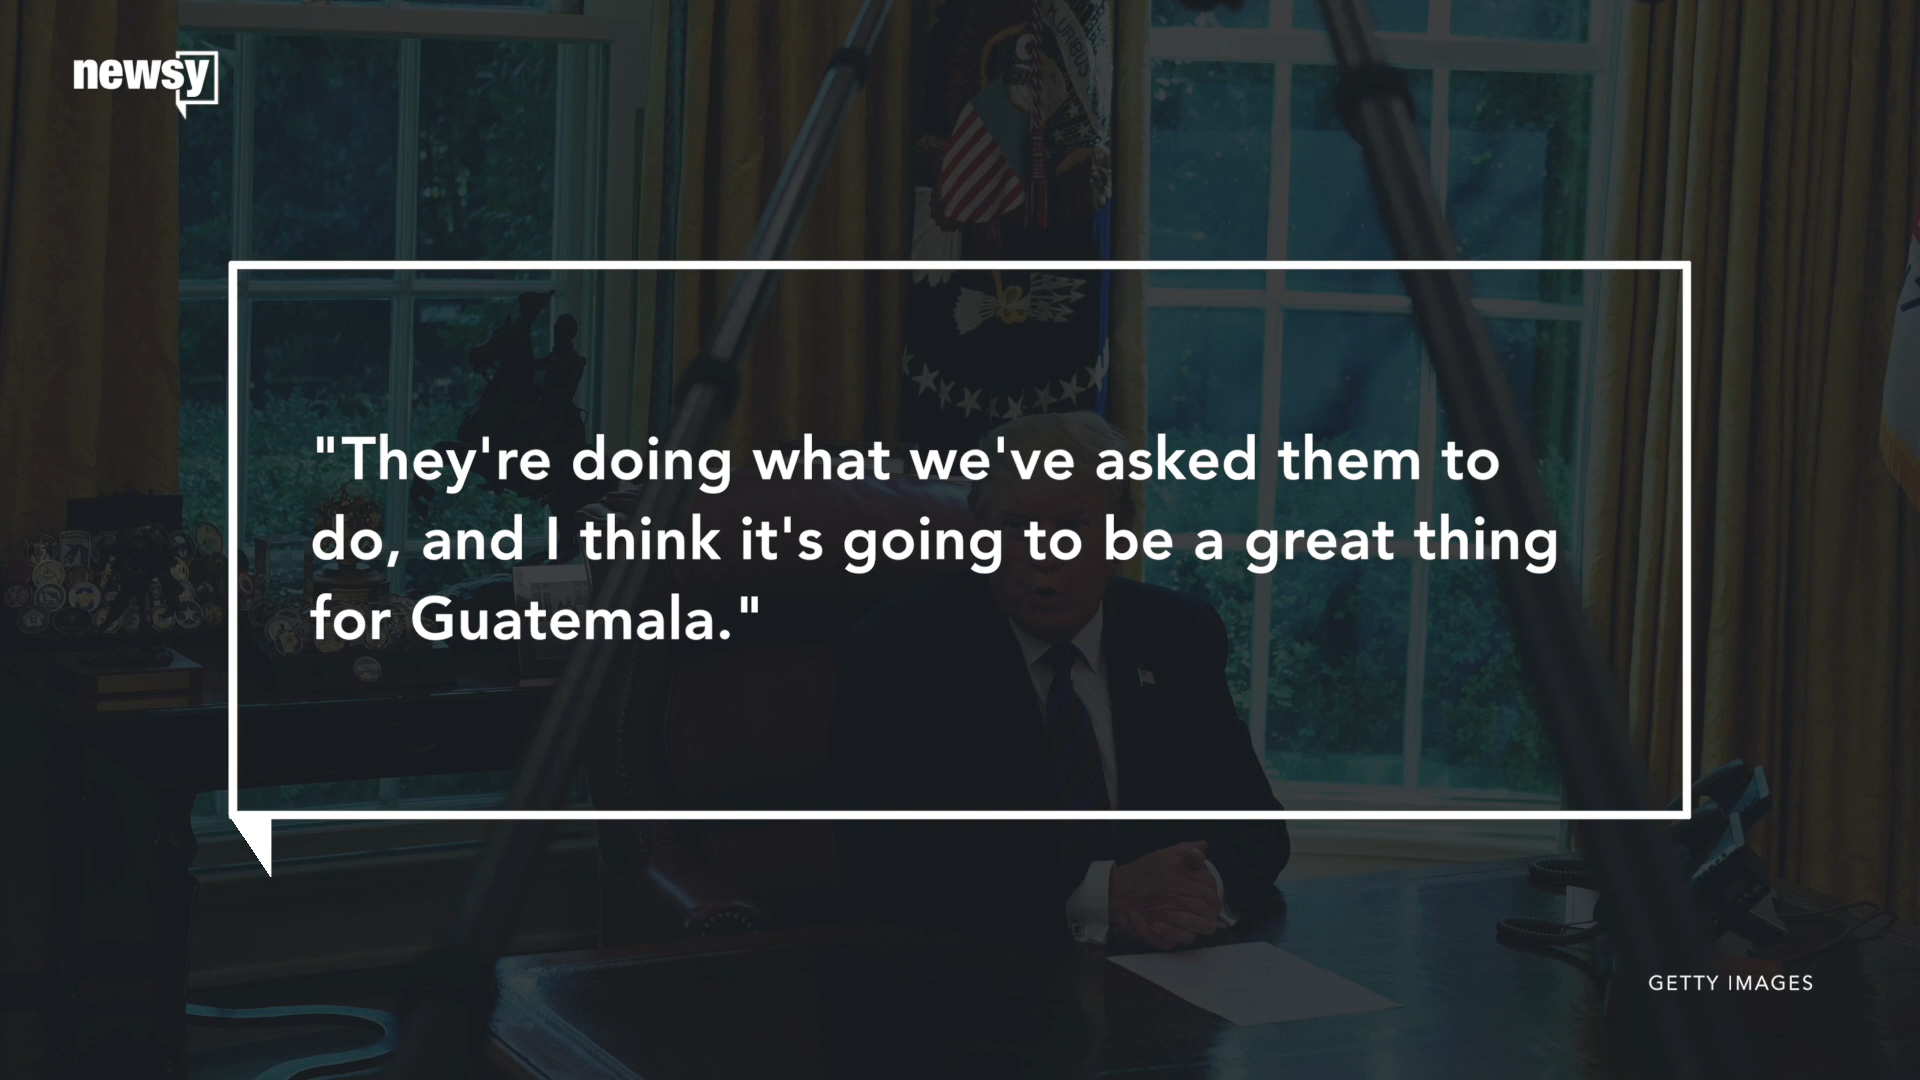 newsy
"They're doing what we've asked them to
do, and I think it's going to be a great thing
for Guatemala."
GETTY IMAGES